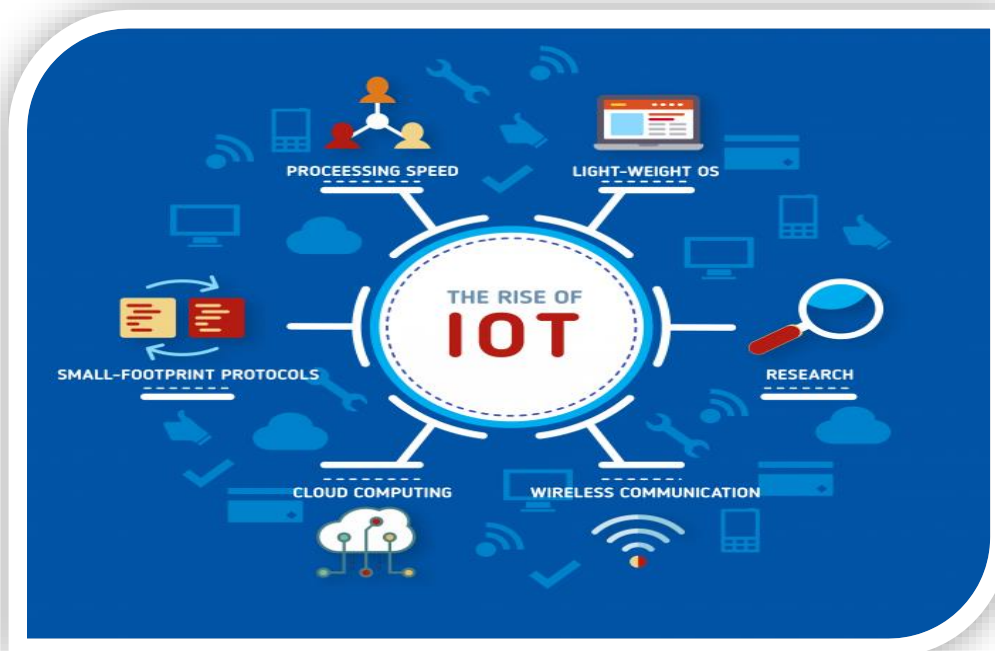 PROCEESSING SPEED
LIGHT-WEIGHT OS
THE RISE OF
IOT
SMALL-FOOTPRINT PROTOCOLS
RESEARCH
CLOUD COMPUTING
WIRELESS COMMUNICATION